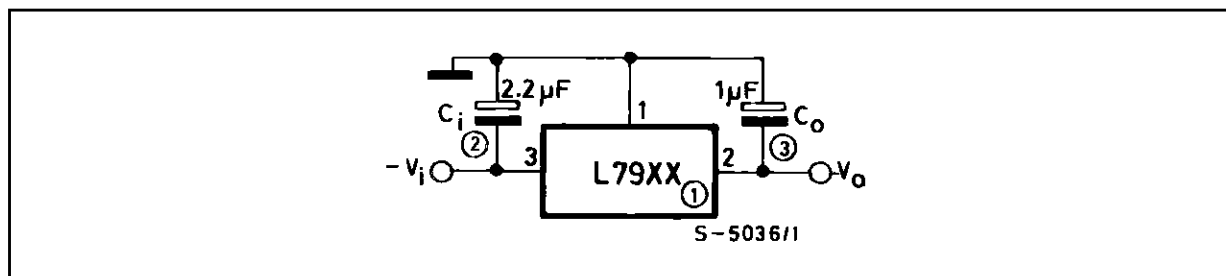 2.2µF
1µF
Ci
1
Co
②
③
-Vi
3
L79XX
①
2
-Vo
S-5036/1